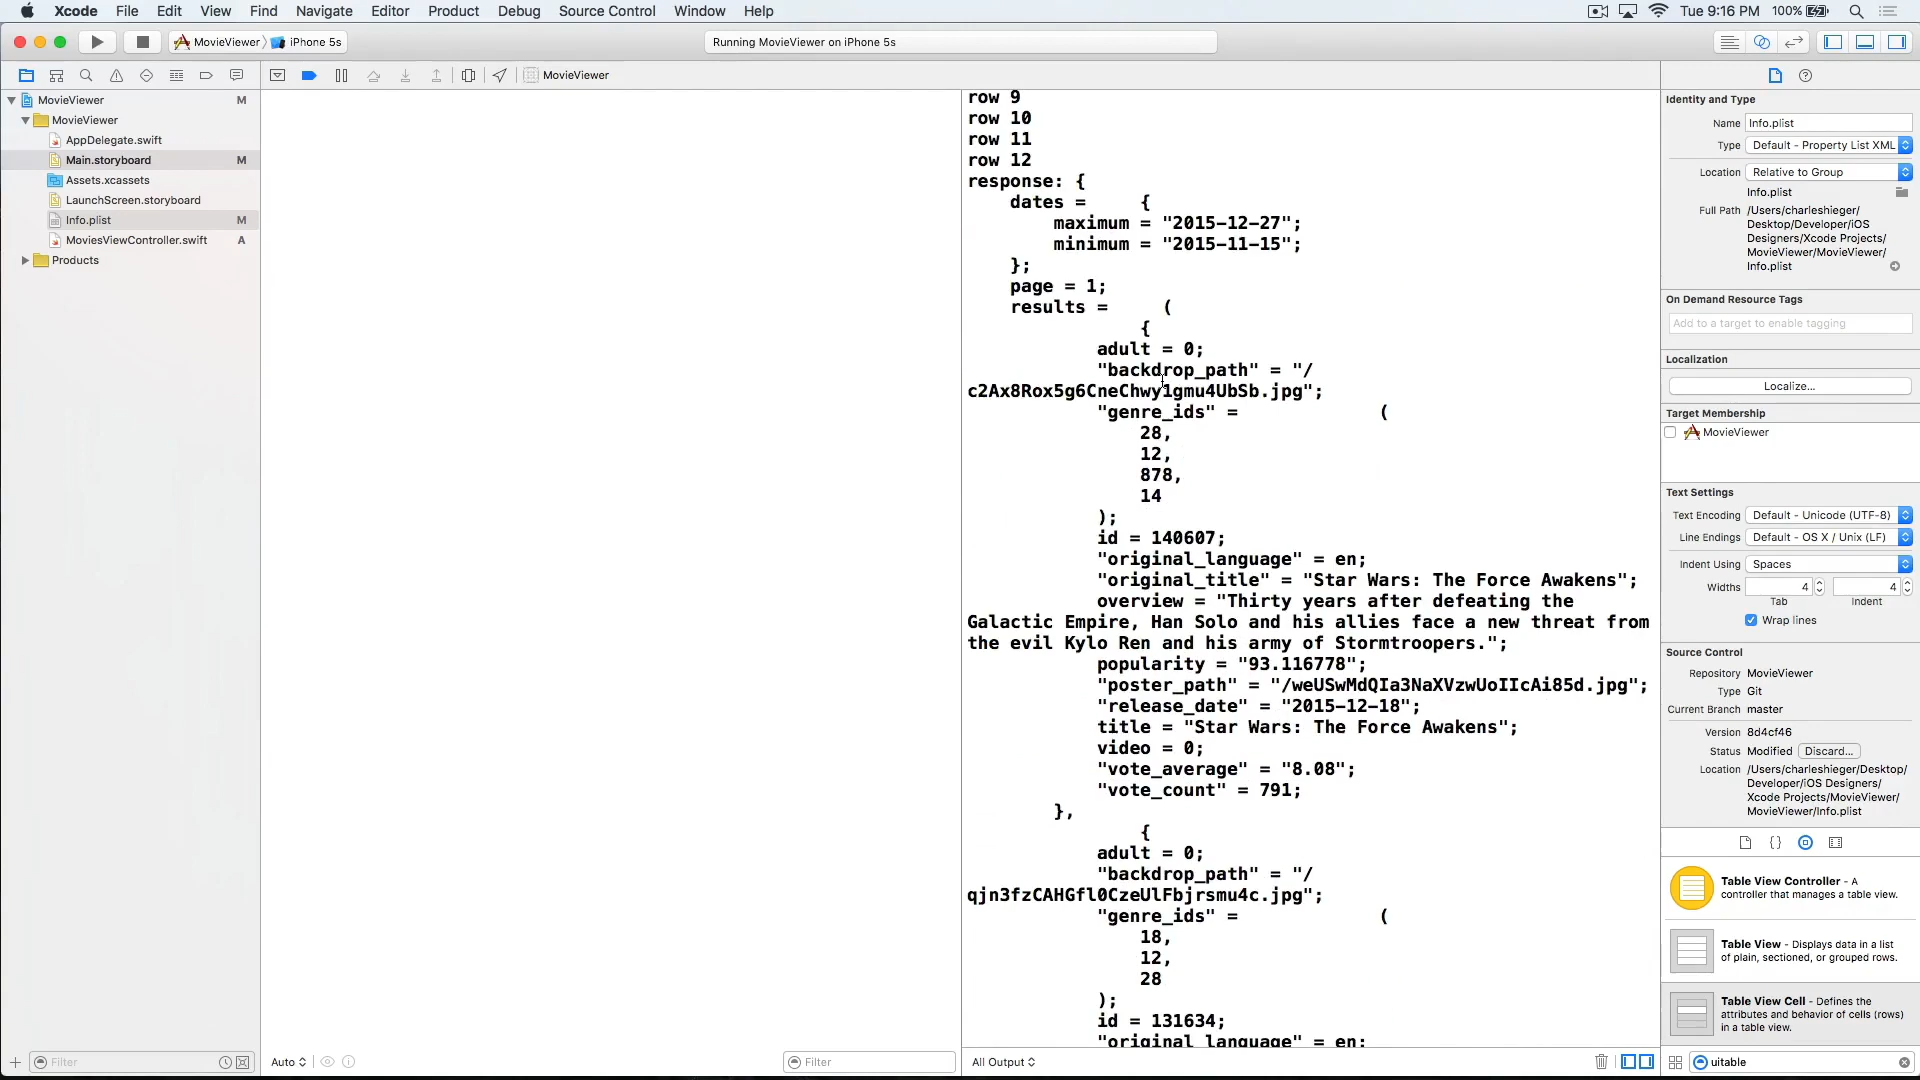 Xcode File Edit View Find Navigate Editor Product Debug Source Control Window Help
Tue 9:16 PM 100%
MovieViewer iPhone 5s
Running MovieViewer on iPhone 5s
MovieViewer
MovieViewer M
MovieViewer
AppDelegate.swift
Main.storyboard M
Assets.xcassets
LaunchScreen.storyboard
Info.plist M
MoviesViewController.swift A
Products
Filter
Auto
Filter
row 9
row 10
row 11
row 12
response: {
dates = {
maximum = "2015-12-27";
minimum = "2015-11-15";
};
page = 1;
results = (
{
adult = 0;
"backdrop_path" = "/
c2Ax8Rox5g6CneChwy1gmu4UbSb.jpg";
"genre_ids" = (
28,
12,
878,
14
);
id = 140607;
"original_language" = en;
"original_title" = "Star Wars: The Force Awakens";
overview = "Thirty years after defeating the
Galactic Empire, Han Solo and his allies face a new threat from
the evil Kylo Ren and his army of Stormtroopers.";
popularity = "93.116778";
"poster_path" = "/weUSwMdQIa3NaXVzwUoIIcAi85d.jpg";
"release_date" = "2015-12-18";
title = "Star Wars: The Force Awakens";
video = 0;
"vote_average" = "8.08";
"vote_count" = 791;
},
{
adult = 0;
"backdrop_path" = "/
qjn3fzCAHGfl0CzeUlFbjrsmu4c.jpg";
"genre_ids" = (
18,
12,
28
);
id = 131634;
"original_language" = en;
All Output
Identity and Type
Name Info.plist
Type Default - Property List XML
Location Relative to Group
Info.plist
Full Path /Users/charleshieger/
Desktop/Developer/iOS
Designers/Xcode Projects/
MovieViewer/MovieViewer/
Info.plist
On Demand Resource Tags
Add to a target to enable tagging
Localization
Localize...
Target Membership
MovieViewer
Text Settings
Text Encoding Default - Unicode (UTF-8)
Line Endings Default - OS X / Unix (LF)
Indent Using Spaces
Widths 4 4
Tab Indent
Wrap lines
Source Control
Repository MovieViewer
Type Git
Current Branch master
Version 8d4cf46
Status Modified Discard...
Location /Users/charleshieger/Desktop/
Developer/iOS Designers/
Xcode Projects/MovieViewer/
MovieViewer/Info.plist
Table View Controller - A
controller that manages a table view.
Table View - Displays data in a list
of plain, sectioned, or grouped rows.
Table View Cell - Defines the
attributes and behavior of cells (rows)
in a table view.
uitable